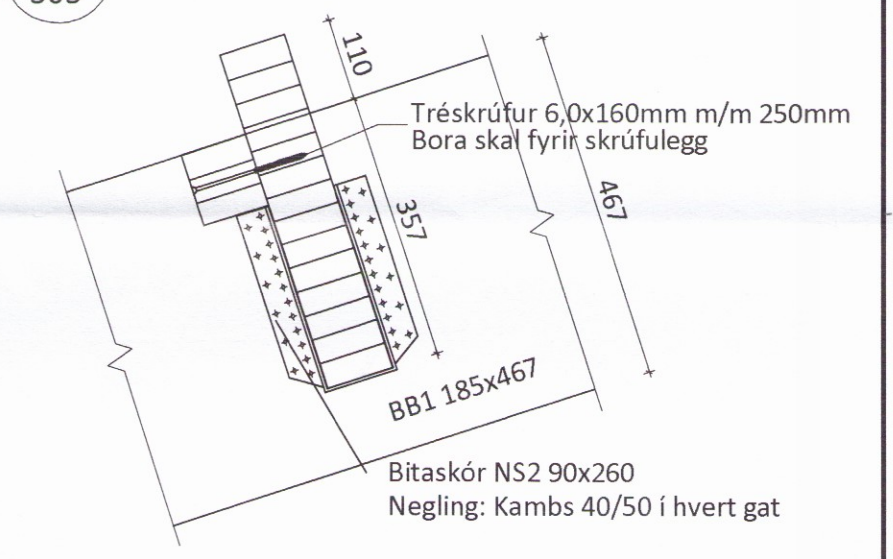 110
Tréskrúfur 6,0x160mm m/m 250mm
Bora skal fyrir skrúfulegg
357
467
BB1 185x467
Bitaskór NS2 90x260
Negling: Kambs 40/50 í hvert gat